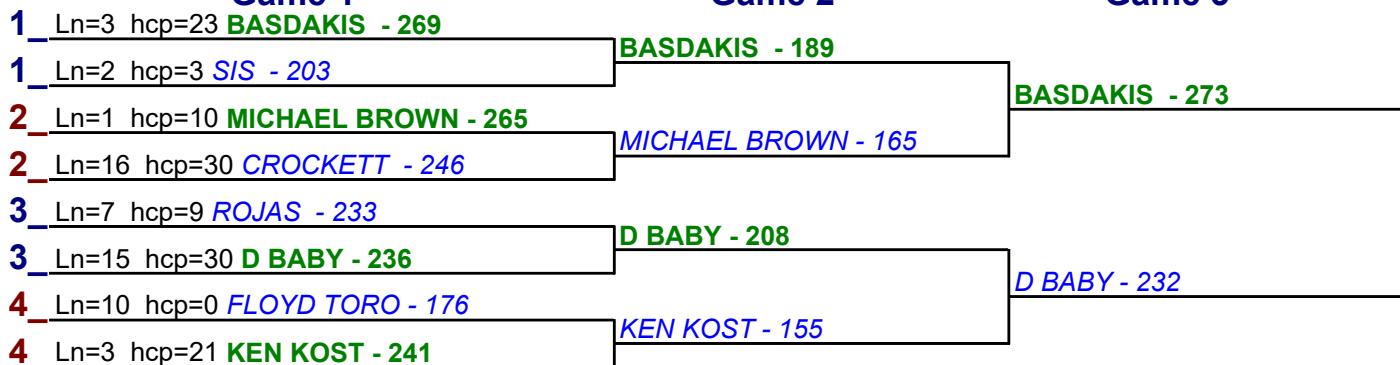 1_ Ln=3 hcp=23 BASDAKIS - 269
BASDAKIS - 189
1_ Ln=2 hcp=3 SIS - 203
BASDAKIS - 273
2_ Ln=1 hcp=10 MICHAEL BROWN - 265
MICHAEL BROWN - 165
2_ Ln=16 hcp=30 CROCKETT - 246
3_ Ln=7 hcp=9 ROJAS - 233
D BABY - 208
3_ Ln=15 hcp=30 D BABY - 236
D BABY - 232
4_ Ln=10 hcp=0 FLOYD TORO - 176
KEN KOST - 155
4 Ln=3 hcp=21 KEN KOST - 241